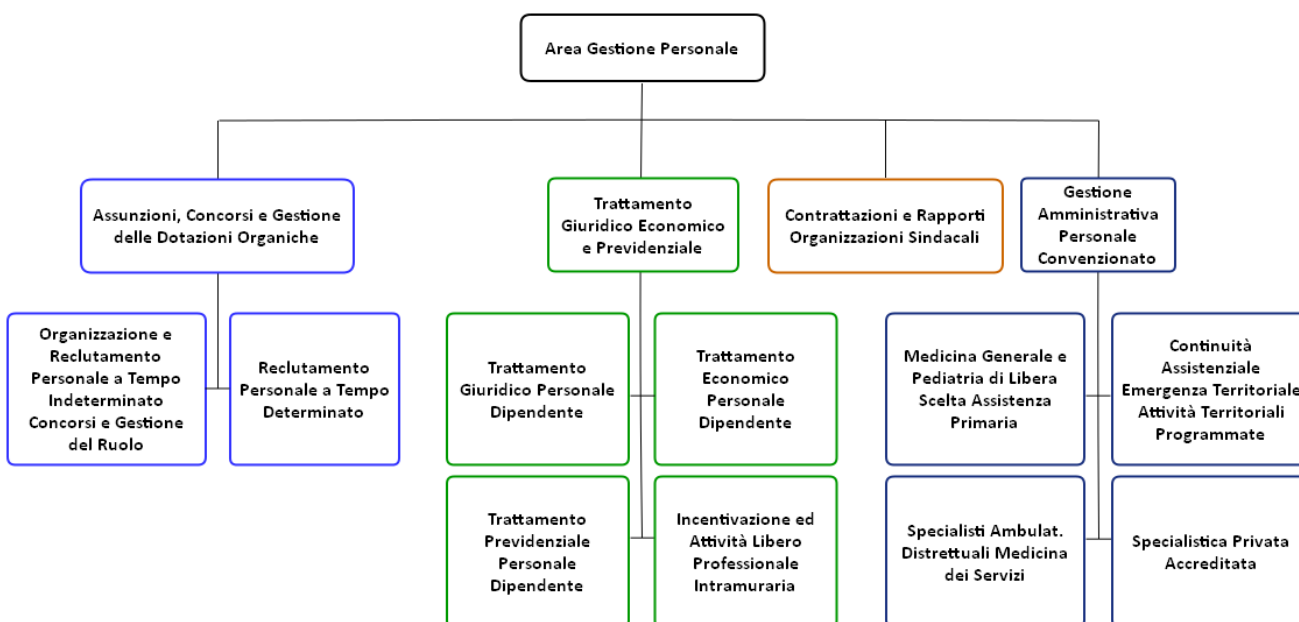 Area Gestione Personale
Assunzioni, Concorsi e Gestione
delle Dotazioni Organiche
Trattamento
Giuridico Economico
e Previdenziale
Contrattazioni e Rapporti
Organizzazioni Sindacali
Gestione
Amministrativa
Personale
Convenzionato
Organizzazione e
Reclutamento
Personale a Tempo
Indeterminato
Concorsi e Gestione
del Ruolo
Reclutamento
Personale a Tempo
Determinato
Trattamento
Giuridico Personale
Dipendente
Trattamento
Economico
Personale
Dipendente
Medicina Generale e
Pediatria di Libera
Scelta Assistenza
Primaria
Continuità
Assistenziale
Emergenza Territoriale
Attività Territoriali
Programmate
Trattamento
Previdenziale
Personale
Dipendente
Incentivazione ed
Attività Libero
Professionale
Intramuraria
Specialisti Ambulat.
Distrettuali Medicina
dei Servizi
Specialistica Privata
Accreditata